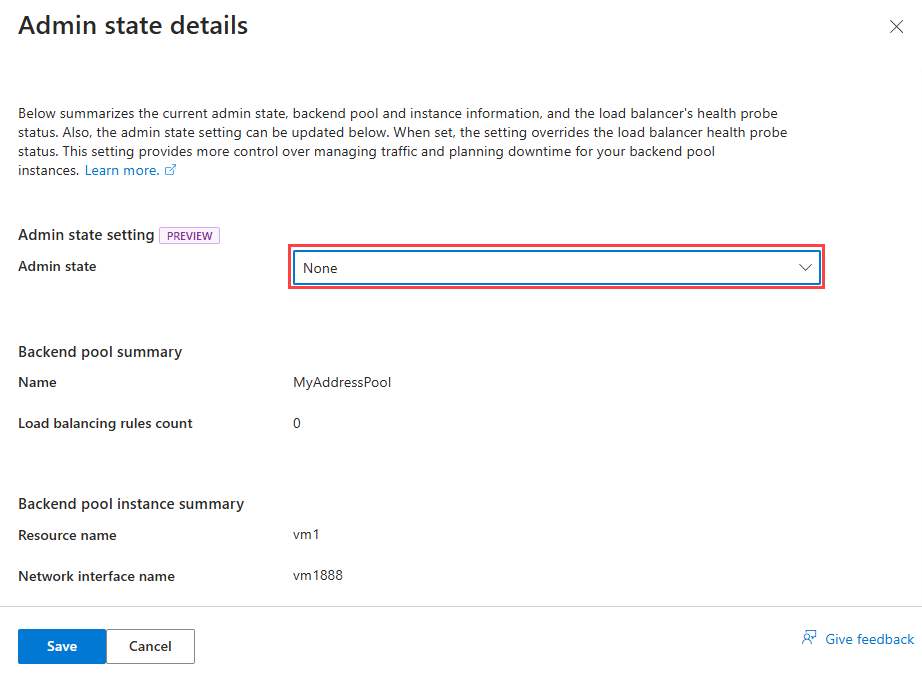 Admin state details
Below summarizes the current admin state, backend pool and instance information, and the load balancer's health probe
status. Also, the admin state setting can be updated below. When set, the setting overrides the load balancer health probe
status. This setting provides more control over managing traffic and planning downtime for your backend pool
instances. Learn more.
Admin state setting PREVIEW
Admin state None
Backend pool summary
Name MyAddressPool
Load balancing rules count 0
Backend pool instance summary
Resource name vm1
Network interface name vm1888
Save Cancel Give feedback